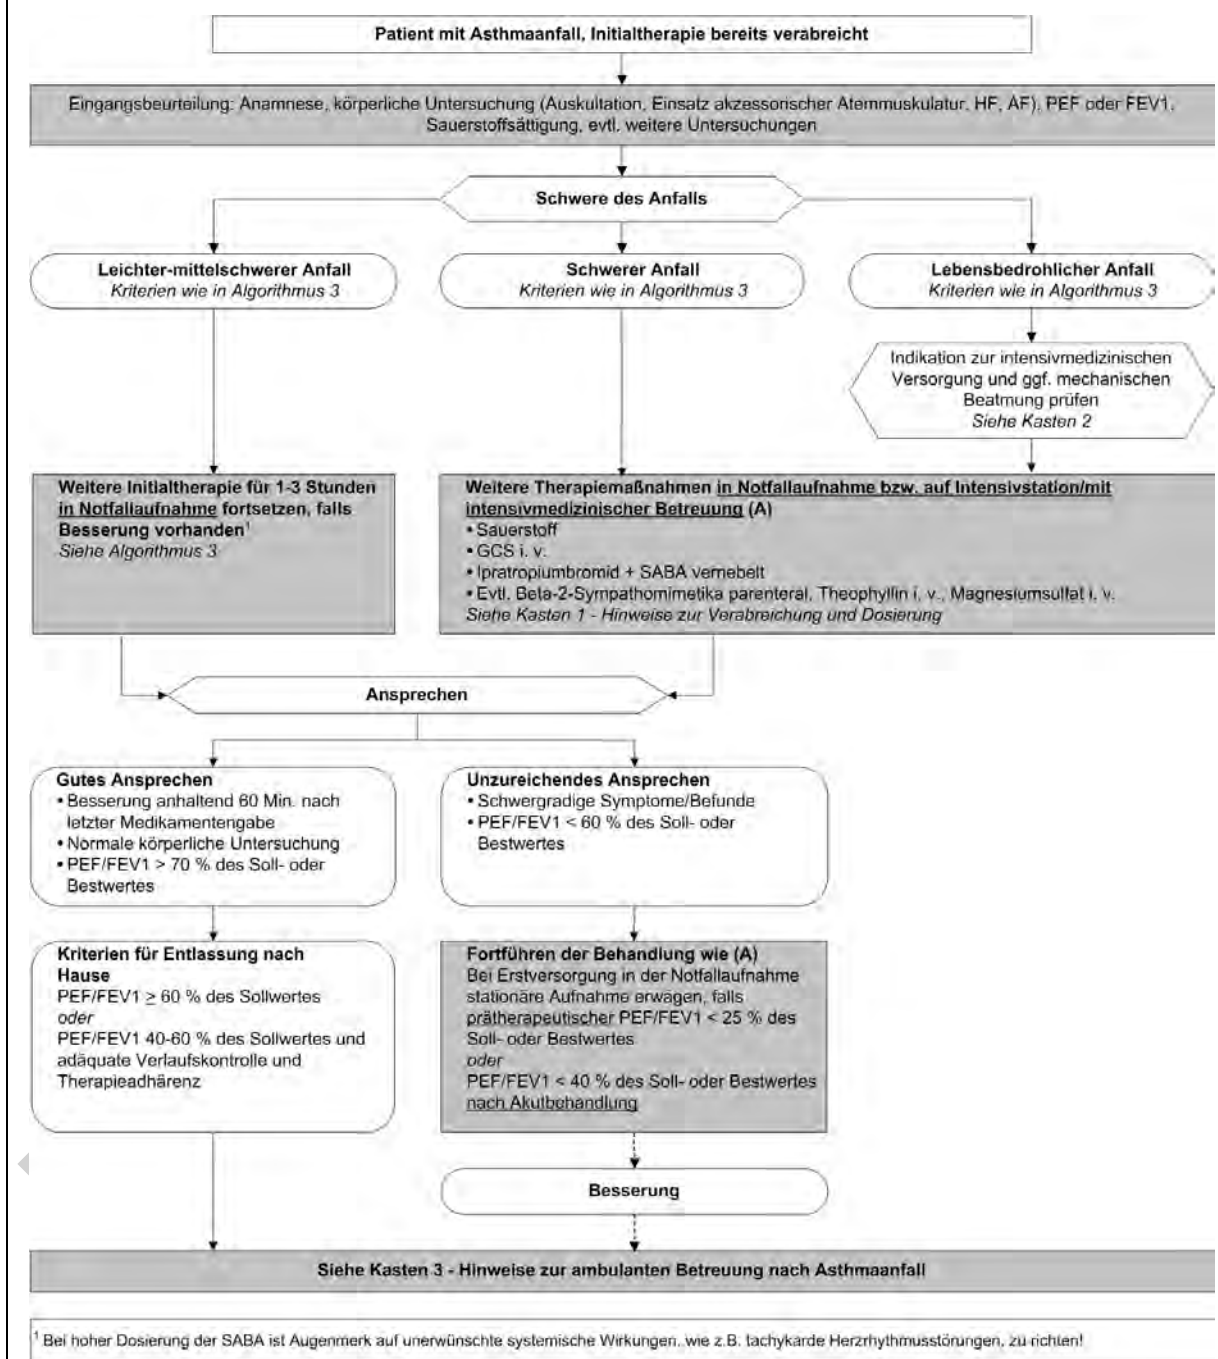 Patient mit Asthmaanfall, Initialtherapie bereits verabreicht
Eingangsbeurteilung: Anamnese, körperliche Untersuchung (Auskultation, Einsatz akzessorischer Atemmuskulatur, HF, AF), PEF oder FEV1,
Sauerstoffsättigung, evtl. weitere Untersuchungen
Schwere des Anfalls
Leichter-mittelschwerer Anfall
Kriterien wie in Algorithmus 3
Schwerer Anfall
Kriterien wie in Algorithmus 3
Lebensbedrohlicher Anfall
Kriterien wie in Algorithmus 3
Indikation zur intensivmedizinischen
Versorgung und ggf. mechanischen
Beatmung prüfen
Siehe Kasten 2
Weitere Initialtherapie für 1-3 Stunden
in Notfallaufnahme fortsetzen, falls
Besserung vorhanden¹
Siehe Algorithmus 3
Weitere Therapiemaßnahmen in Notfallaufnahme bzw. auf Intensivstation/mit
intensivmedizinischer Betreuung (A)
• Sauerstoff
• GCS i. v.
• Ipratropiumbromid + SABA vernebelt
• Evtl. Beta-2-Sympathomimetika parenteral, Theophyllin i. v., Magnesiumsulfat i. v.
Siehe Kasten 1 - Hinweise zur Verabreichung und Dosierung
Ansprechen
Gutes Ansprechen
• Besserung anhaltend 60 Min. nach
letzter Medikamentengabe
• Normale körperliche Untersuchung
• PEF/FEV1 > 70 % des Soll- oder
Bestwertes
Unzureichendes Ansprechen
• Schwergradige Symptome/Befunde
• PEF/FEV1 < 60 % des Soll- oder
Bestwertes
Kriterien für Entlassung nach
Hause
PEF/FEV1 ≥ 60 % des Sollwertes
oder
PEF/FEV1 40-60 % des Sollwertes und
adäquate Verlaufskontrolle und
Therapieadhärenz
Fortführen der Behandlung wie (A)
Bei Erstversorgung in der Notfallaufnahme
stationäre Aufnahme erwägen, falls
prätherapeutischer PEF/FEV1 < 25 % des
Soll- oder Bestwertes
oder
PEF/FEV1 < 40 % des Soll- oder Bestwertes
nach Akutbehandlung
Besserung
Siehe Kasten 3 - Hinweise zur ambulanten Betreuung nach Asthmaanfall
¹ Bei hoher Dosierung der SABA ist Augenmerk auf unerwünschte systemische Wirkungen, wie z.B. tachykarde Herzrhythmusstörungen, zu richten!